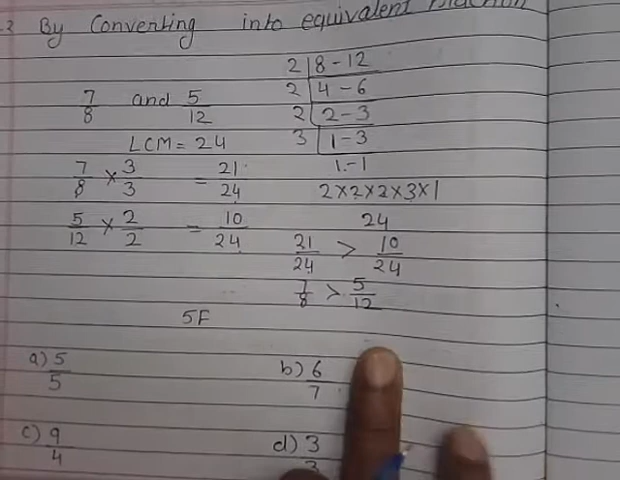 By Converting into equivalent
7/8 and 5/12
LCM = 24
7/8 × 3/3 = 21/24
5/12 × 2/2 = 10/24
2 | 8 - 12
2 | 4 - 6
2 | 2 - 3
3 | 1 - 3
1 - 1
2×2×2×3×1
24
21/24 > 10/24
7/8 > 5/12
5F
a) 5/5
b) 6/7
c) 9/4
d) 3